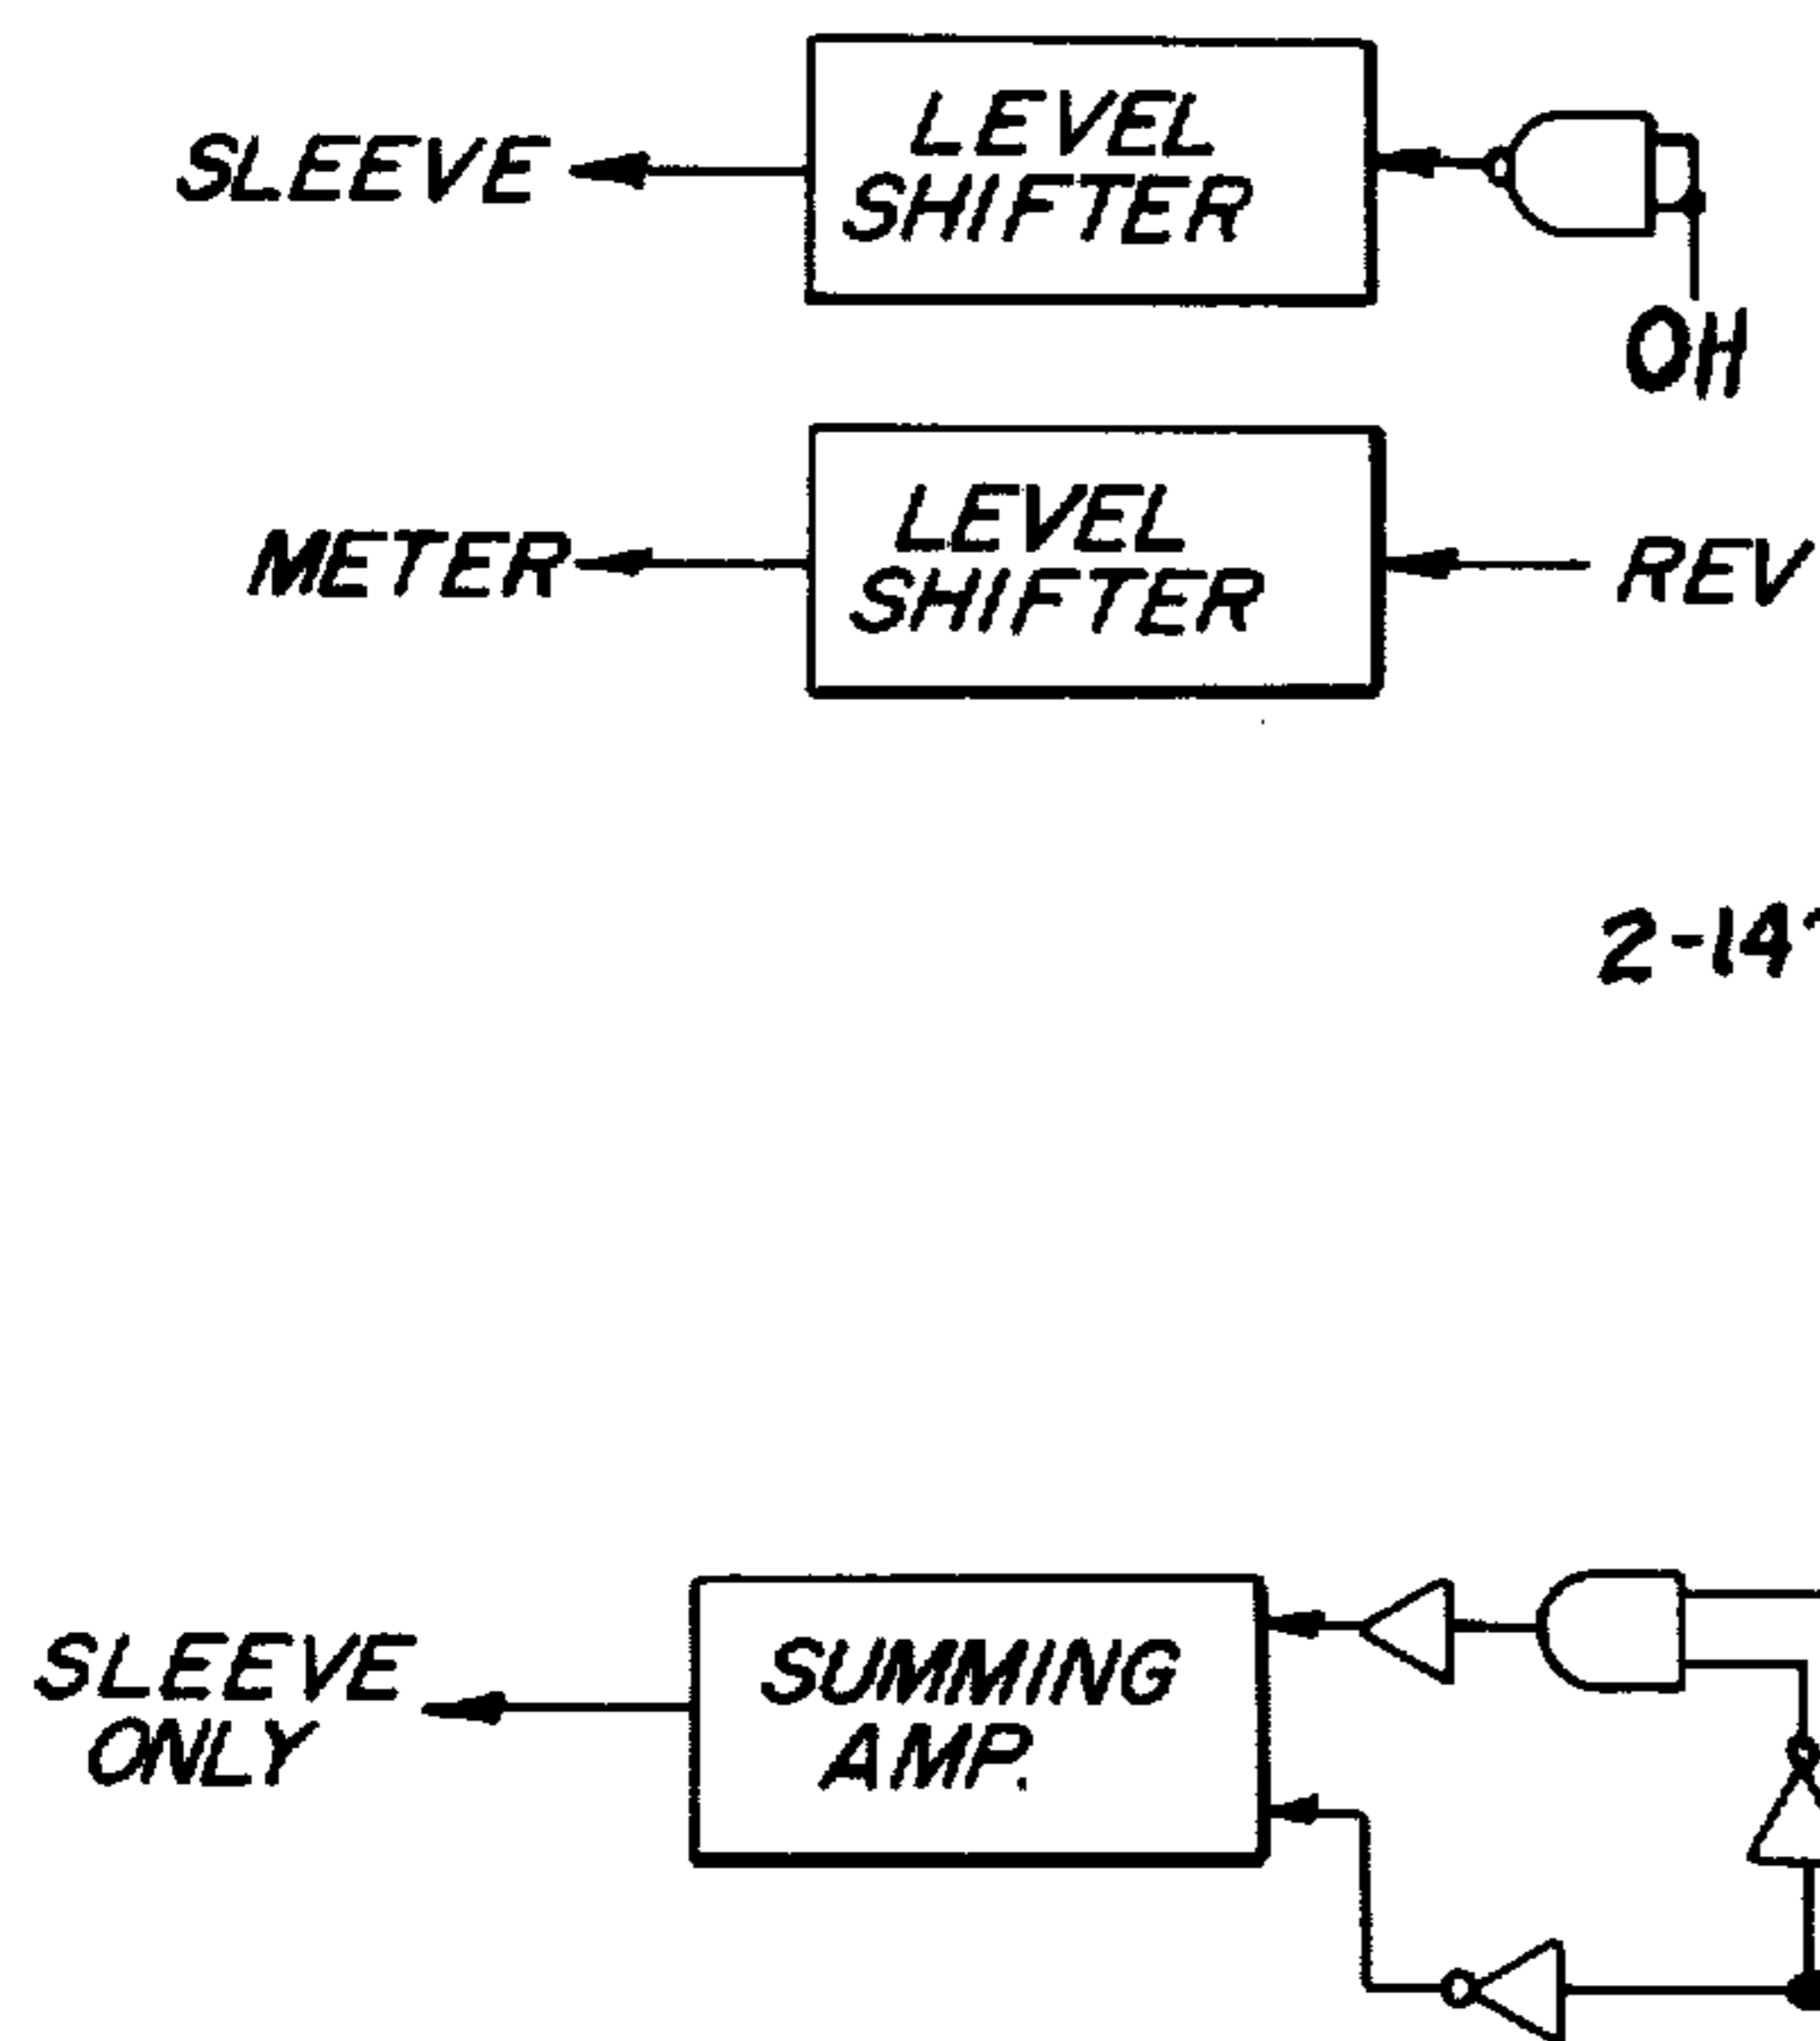 SLEEVE
LEVEL
SHIFTER
OH
METER
LEVEL
SHIFTER
REV
SLEEVE
ONLY
SUMMING
AMP.